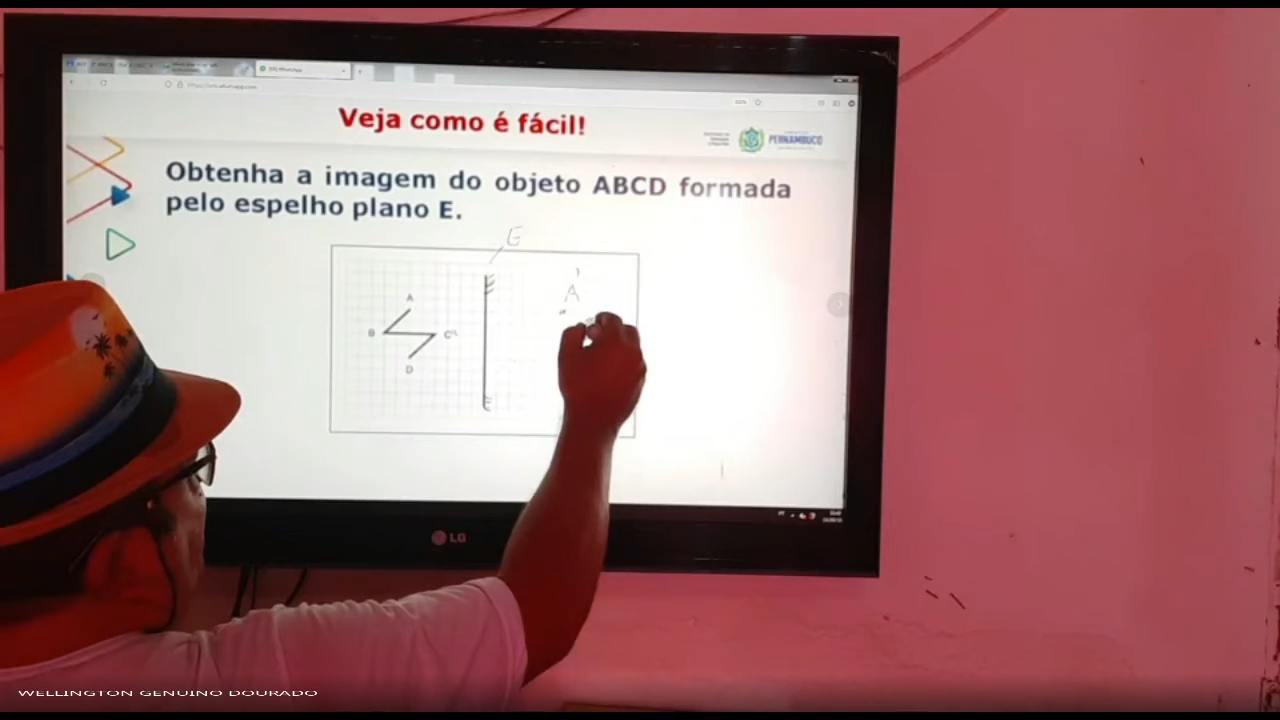 Veja como é fácil!
PERNAMBUCO
Obtenha a imagem do objeto ABCD formada
pelo espelho plano E.
E
A
A'
B
C
D
LG
WELLINGTON GENUINO DOURADO